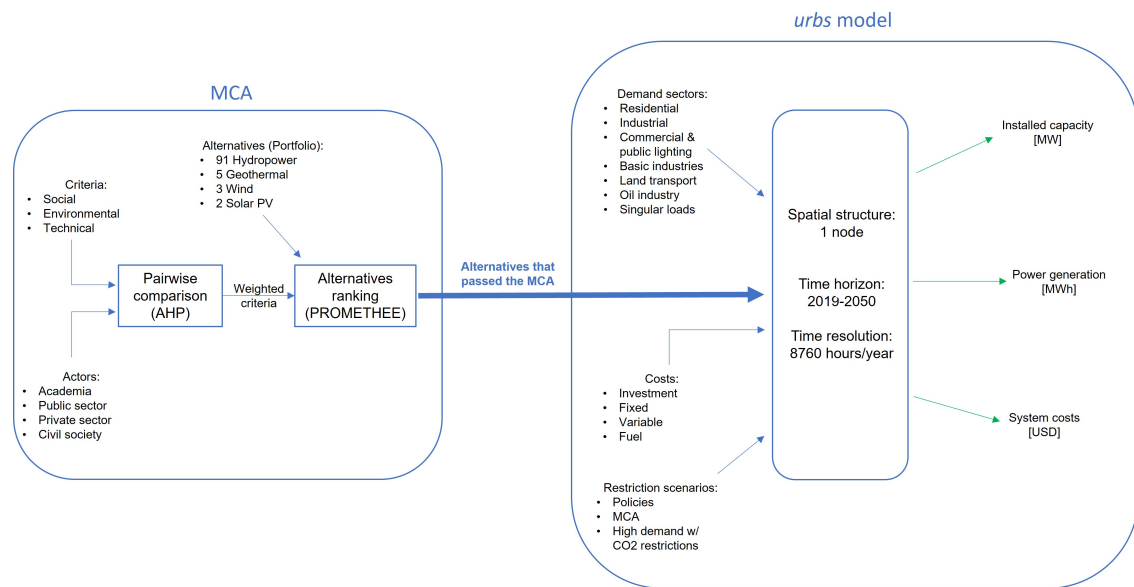 urbs model
MCA
Alternatives (Portfolio):
• 91 Hydropower
• 5 Geothermal
• 3 Wind
• 2 Solar PV
Criteria:
• Social
• Environmental
• Technical
Pairwise
comparison
(AHP)
Weighted
criteria
Alternatives
ranking
(PROMETHEE)
Actors:
• Academia
• Public sector
• Private sector
• Civil society
Alternatives that
passed the MCA
Demand sectors:
• Residential
• Industrial
• Commercial &
public lighting
• Basic industries
• Land transport
• Oil industry
• Singular loads
Costs:
• Investment
• Fixed
• Variable
• Fuel
Restriction scenarios:
• Policies
• MCA
• High demand w/
CO2 restrictions
Spatial structure:
1 node
Time horizon:
2019-2050
Time resolution:
8760 hours/year
Installed capacity
[MW]
Power generation
[MWh]
System costs
[USD]